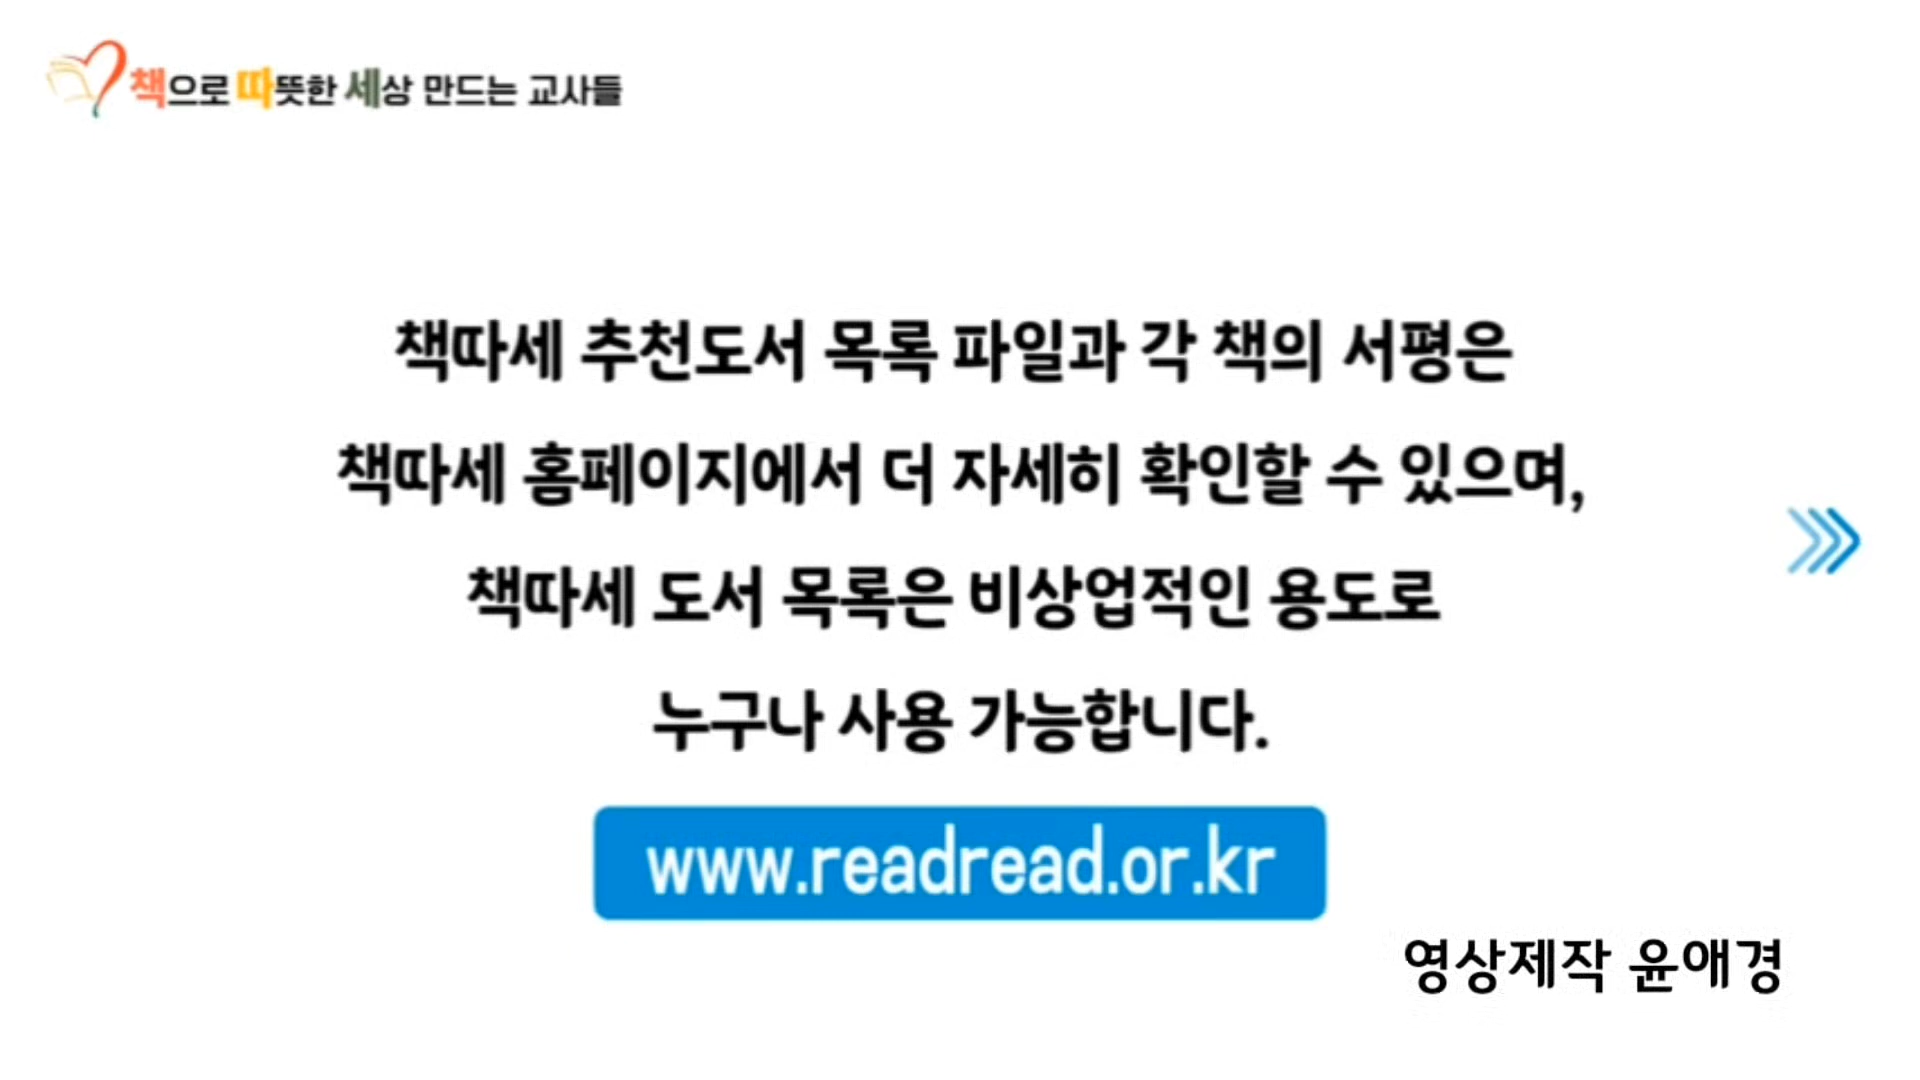 책으로 따뜻한 세상 만드는 교사들
책따세 추천도서 목록 파일과 각 책의 서평은
책따세 홈페이지에서 더 자세히 확인할 수 있으며,
책따세 도서 목록은 비상업적인 용도로
누구나 사용 가능합니다.
www.readread.or.kr
영상제작 윤애경